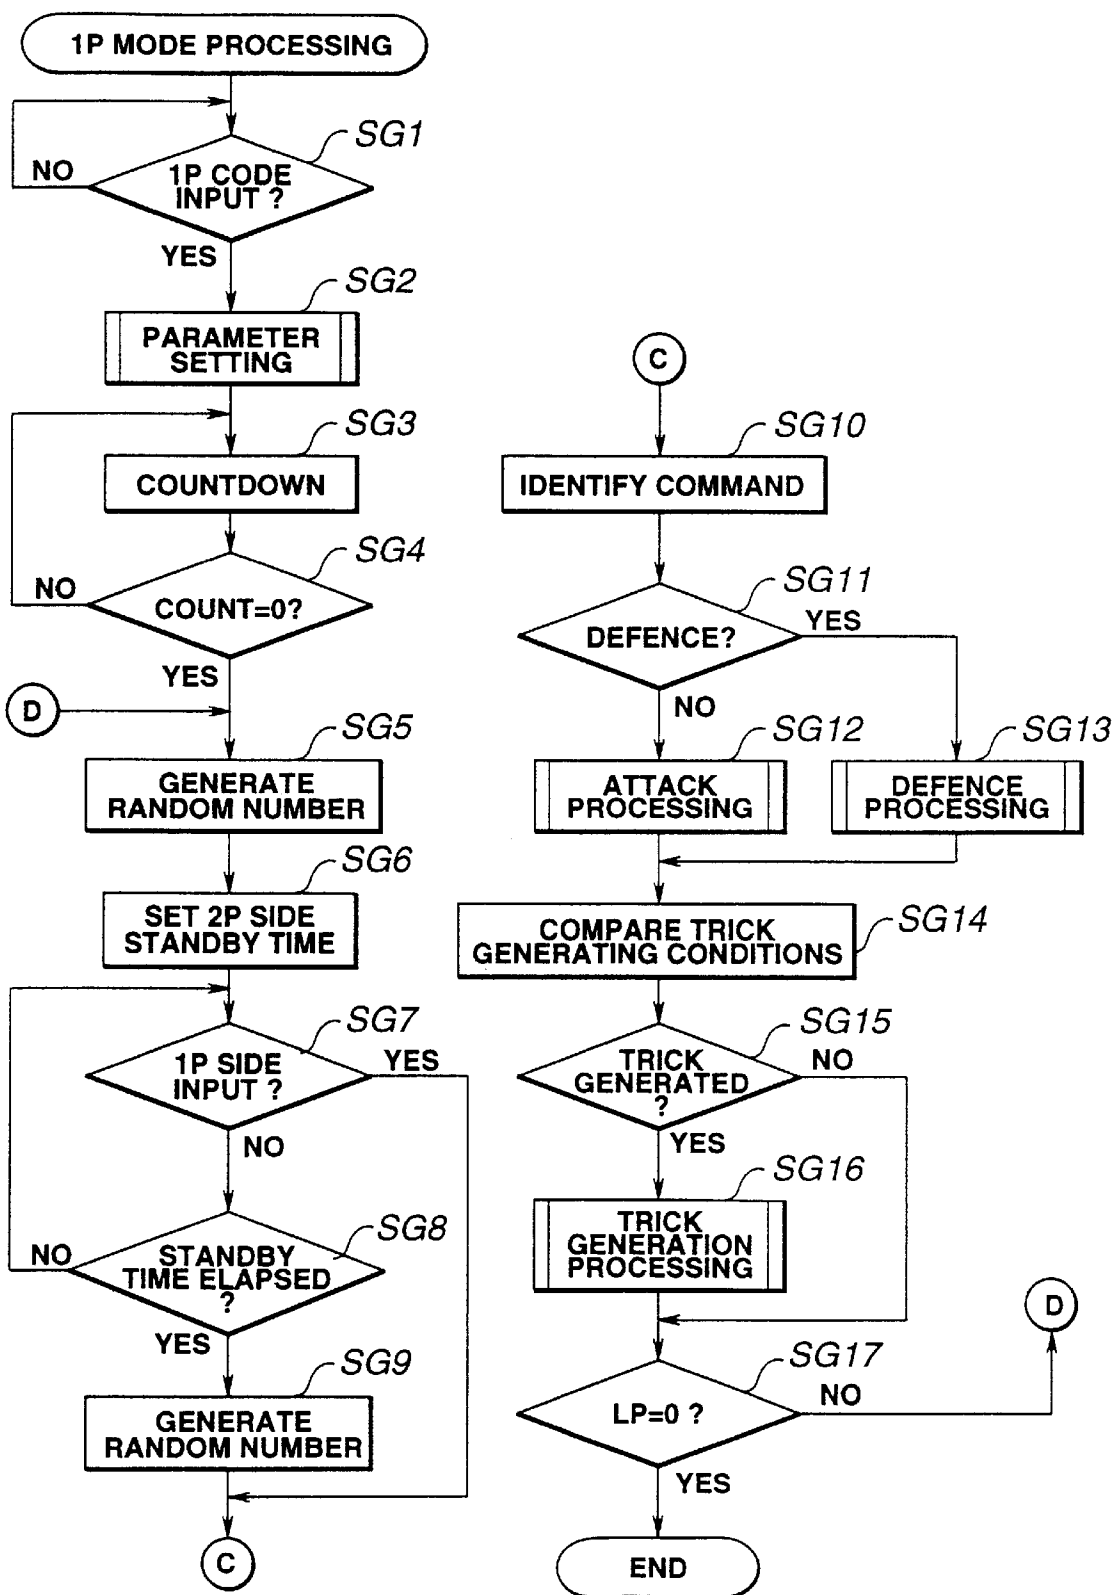 1P MODE PROCESSING
SG1
NO
1P CODE
INPUT ?
YES
SG2
PARAMETER
SETTING
SG3
COUNTDOWN
SG4
NO
COUNT=0?
YES
D
SG5
GENERATE
RANDOM NUMBER
SG6
SET 2P SIDE
STANDBY TIME
SG7
1P SIDE
INPUT ?
YES
NO
SG8
NO
STANDBY
TIME ELAPSED
?
YES
SG9
GENERATE
RANDOM NUMBER
C
C
SG10
IDENTIFY COMMAND
SG11
DEFENCE?
YES
NO
SG12
ATTACK
PROCESSING
SG13
DEFENCE
PROCESSING
SG14
COMPARE TRICK
GENERATING CONDITIONS
SG15
TRICK
GENERATED
?
NO
YES
SG16
TRICK
GENERATION
PROCESSING
D
SG17
LP=0 ?
NO
YES
END